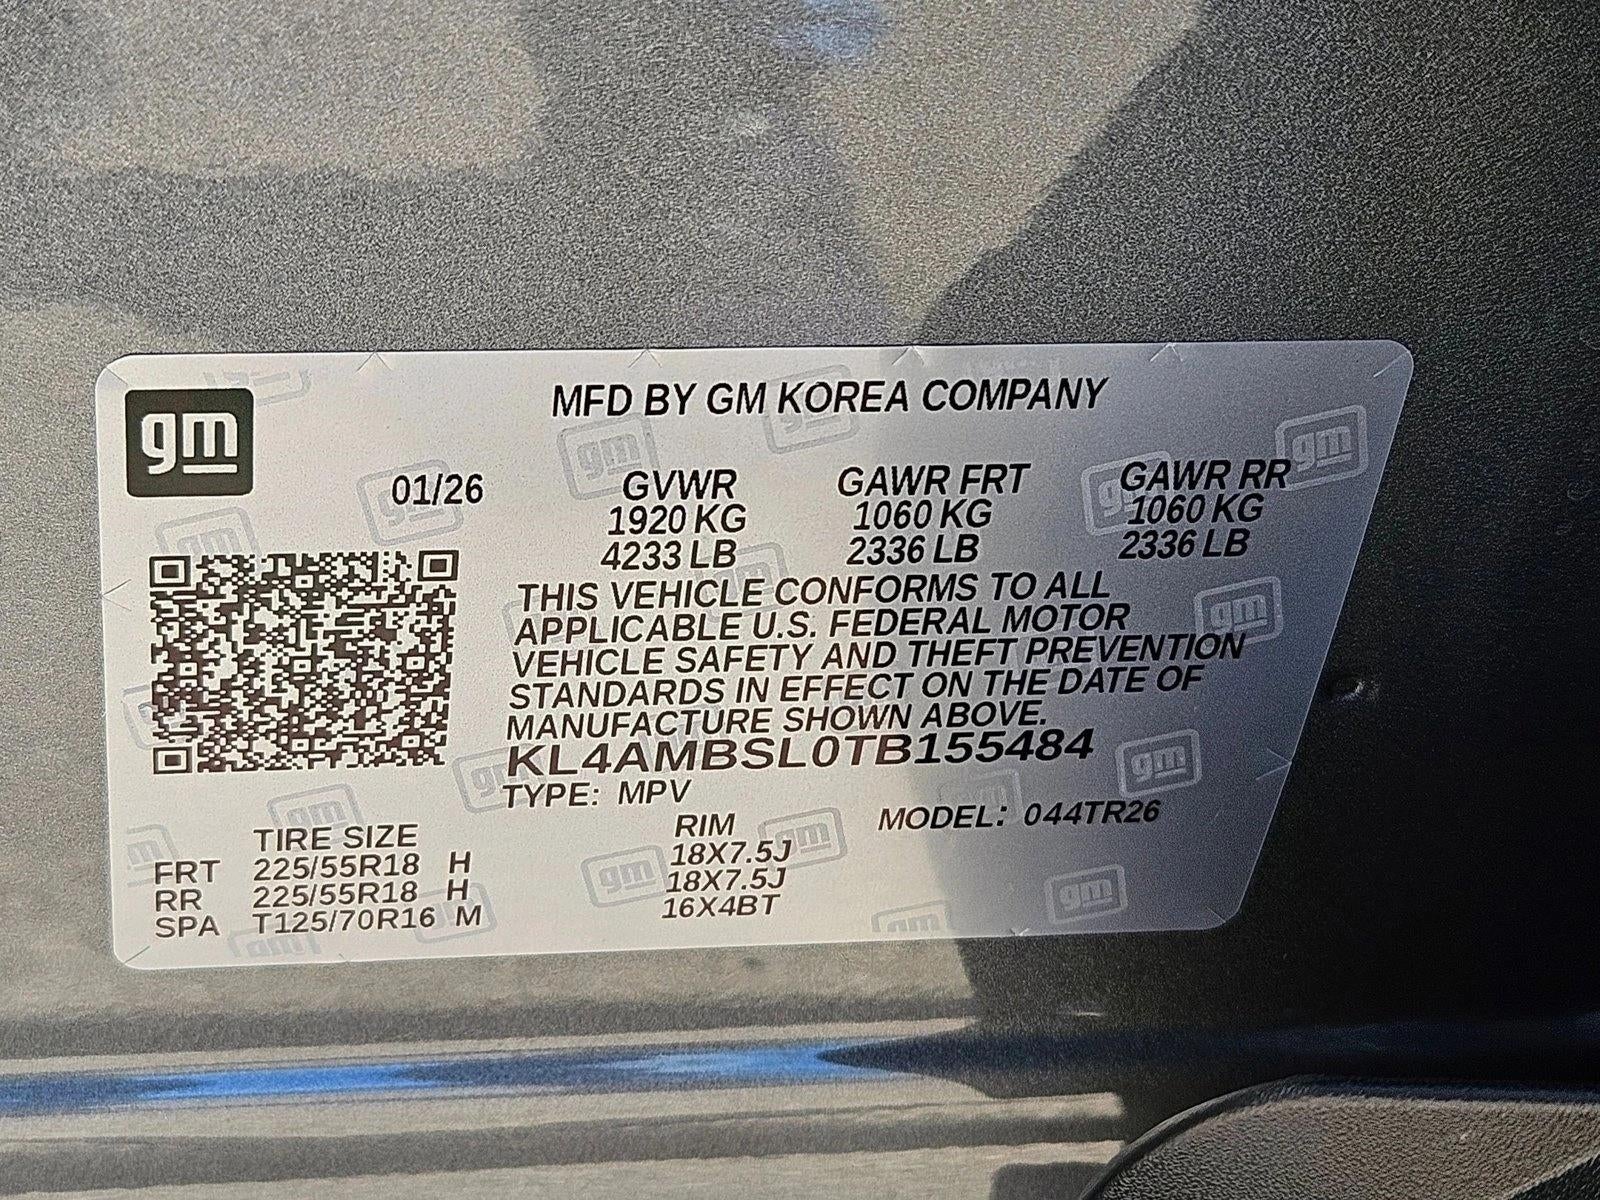 gm
MFD BY GM KOREA COMPANY
01/26 GVWR GAWR FRT GAWR RR
1920 KG 1060 KG 1060 KG
4233 LB 2336 LB 2336 LB
THIS VEHICLE CONFORMS TO ALL
APPLICABLE U.S. FEDERAL MOTOR
VEHICLE SAFETY AND THEFT PREVENTION
STANDARDS IN EFFECT ON THE DATE OF
MANUFACTURE SHOWN ABOVE.
KL4AMBSL0TB155484
TYPE: MPV MODEL: 044TR26
TIRE SIZE RIM
FRT 225/55R18 H 18X7.5J
RR 225/55R18 H 18X7.5J
SPA T125/70R16 M 16X4BT